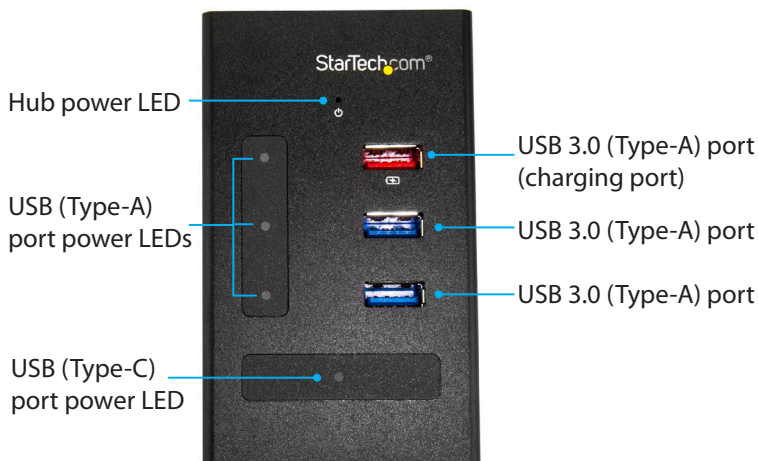 StarTech.com®
Hub power LED
USB 3.0 (Type-A) port
(charging port)
USB (Type-A)
port power LEDs
USB 3.0 (Type-A) port
USB 3.0 (Type-A) port
USB (Type-C)
port power LED